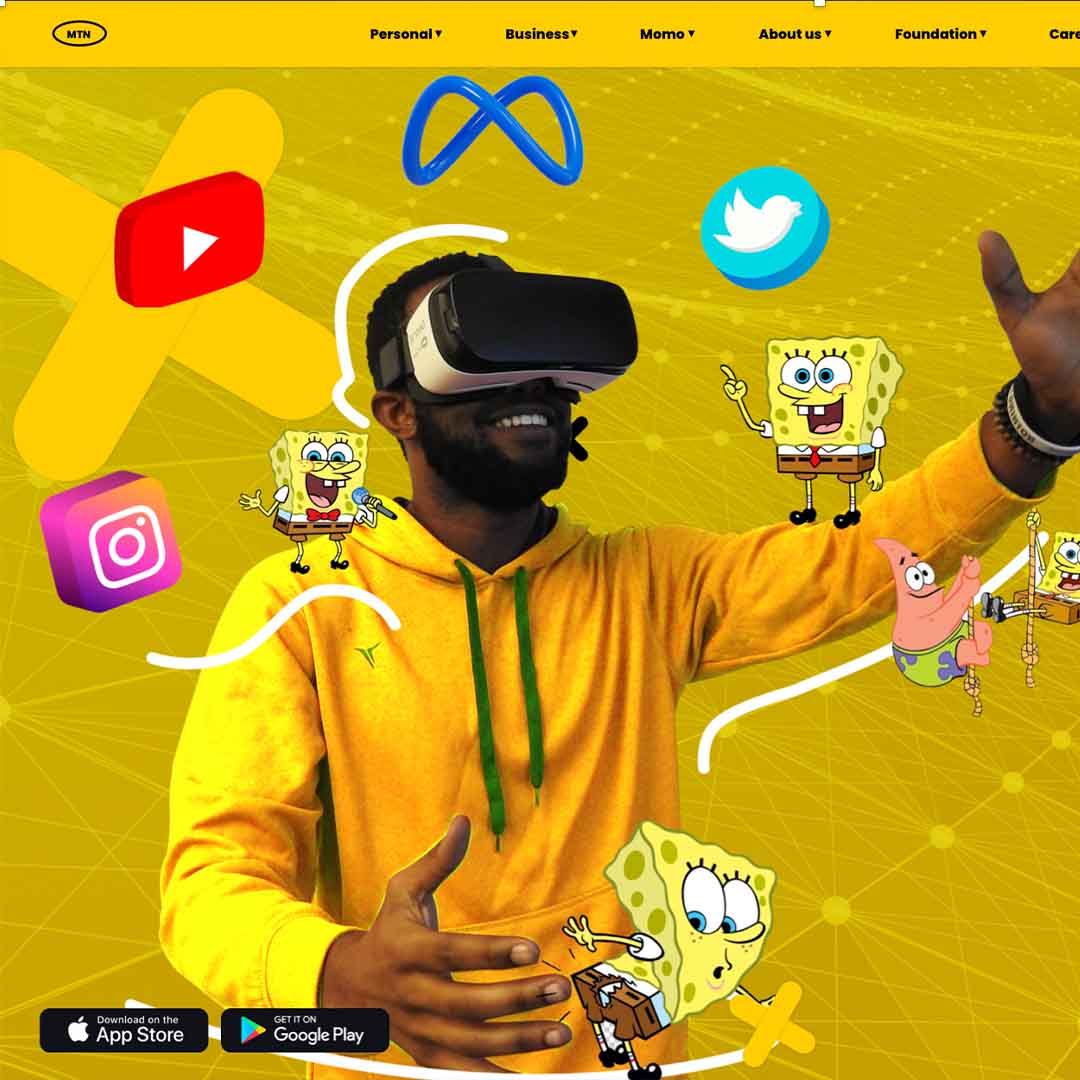 MTN
Personal ▼
Business ▼
Momo ▼
About us ▼
Foundation ▼
Care
Download on the
App Store
GET IT ON
Google Play